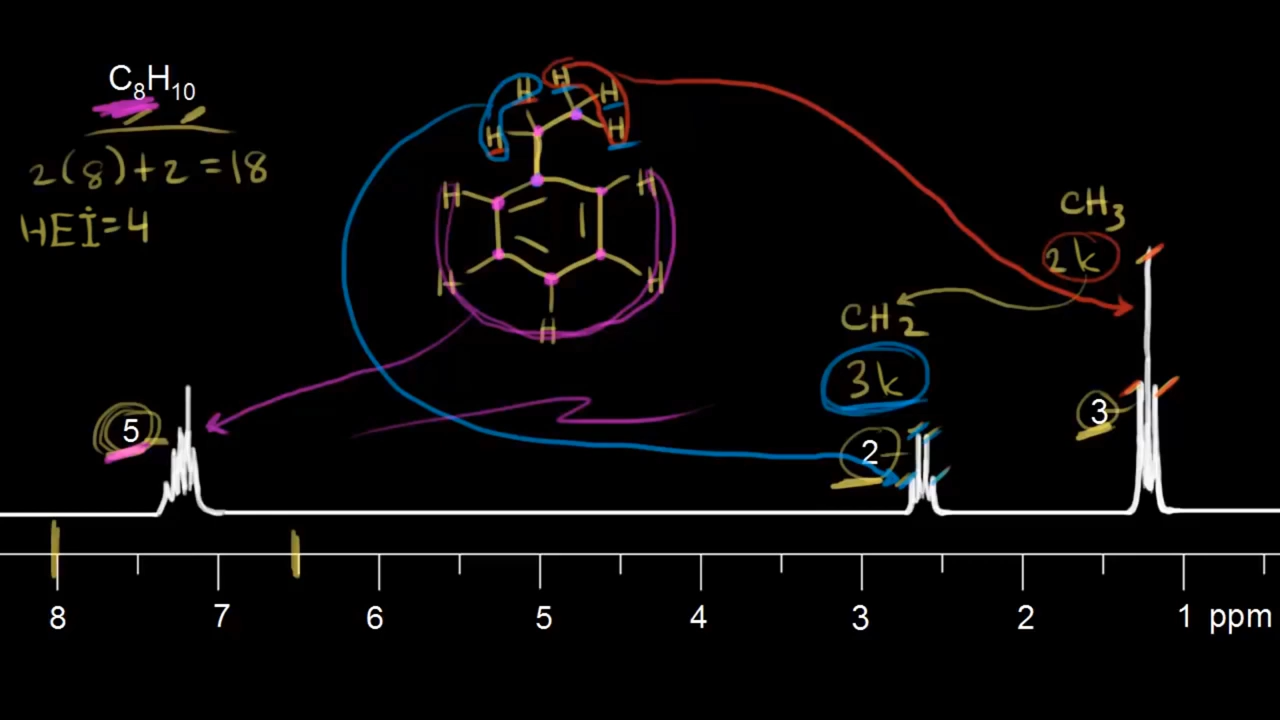 C₈H₁₀
2(8)+2=18
HEI=4
H
H
H
H
H
H
H
H
H
H
CH₃
2k
CH₂
3k
5
2
3
8 7 6 5 4 3 2 1 ppm